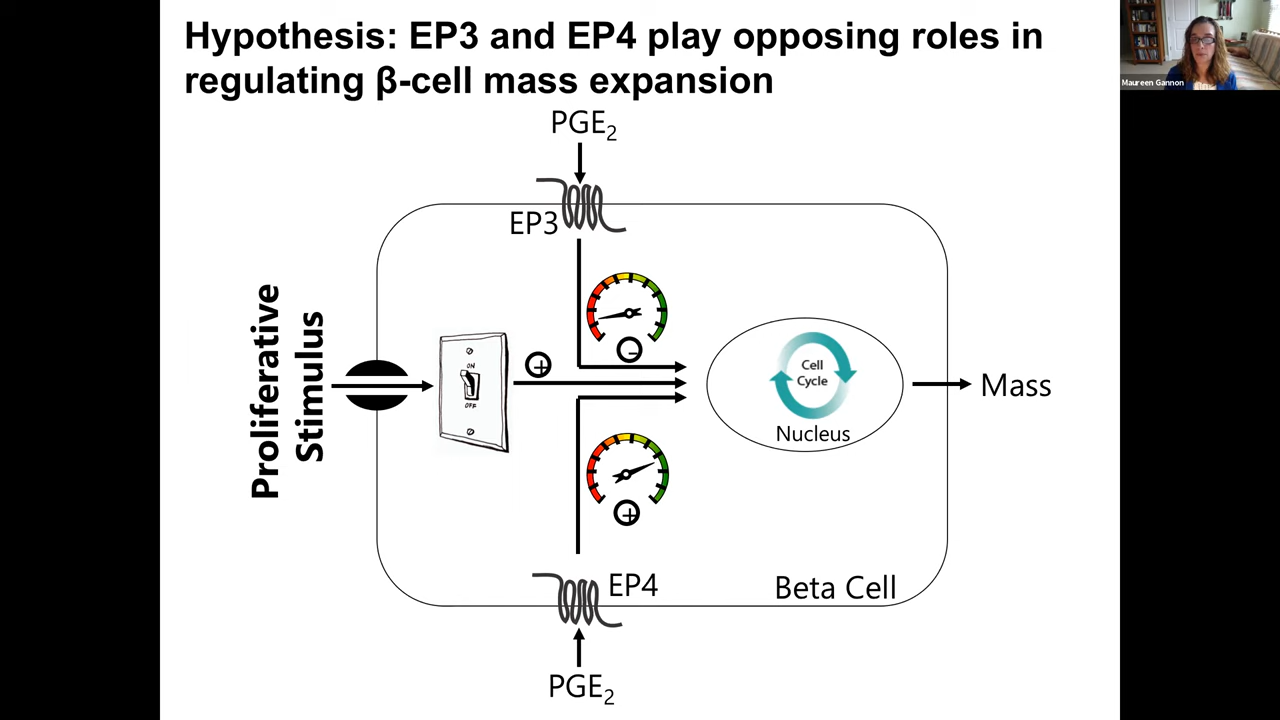 Hypothesis: EP3 and EP4 play opposing roles in
regulating β-cell mass expansion
Maureen Gannon
PGE₂
EP3
Proliferative
Stimulus
ON
OFF
+
-
Cell
Cycle
Nucleus
Mass
+
EP4
Beta Cell
PGE₂